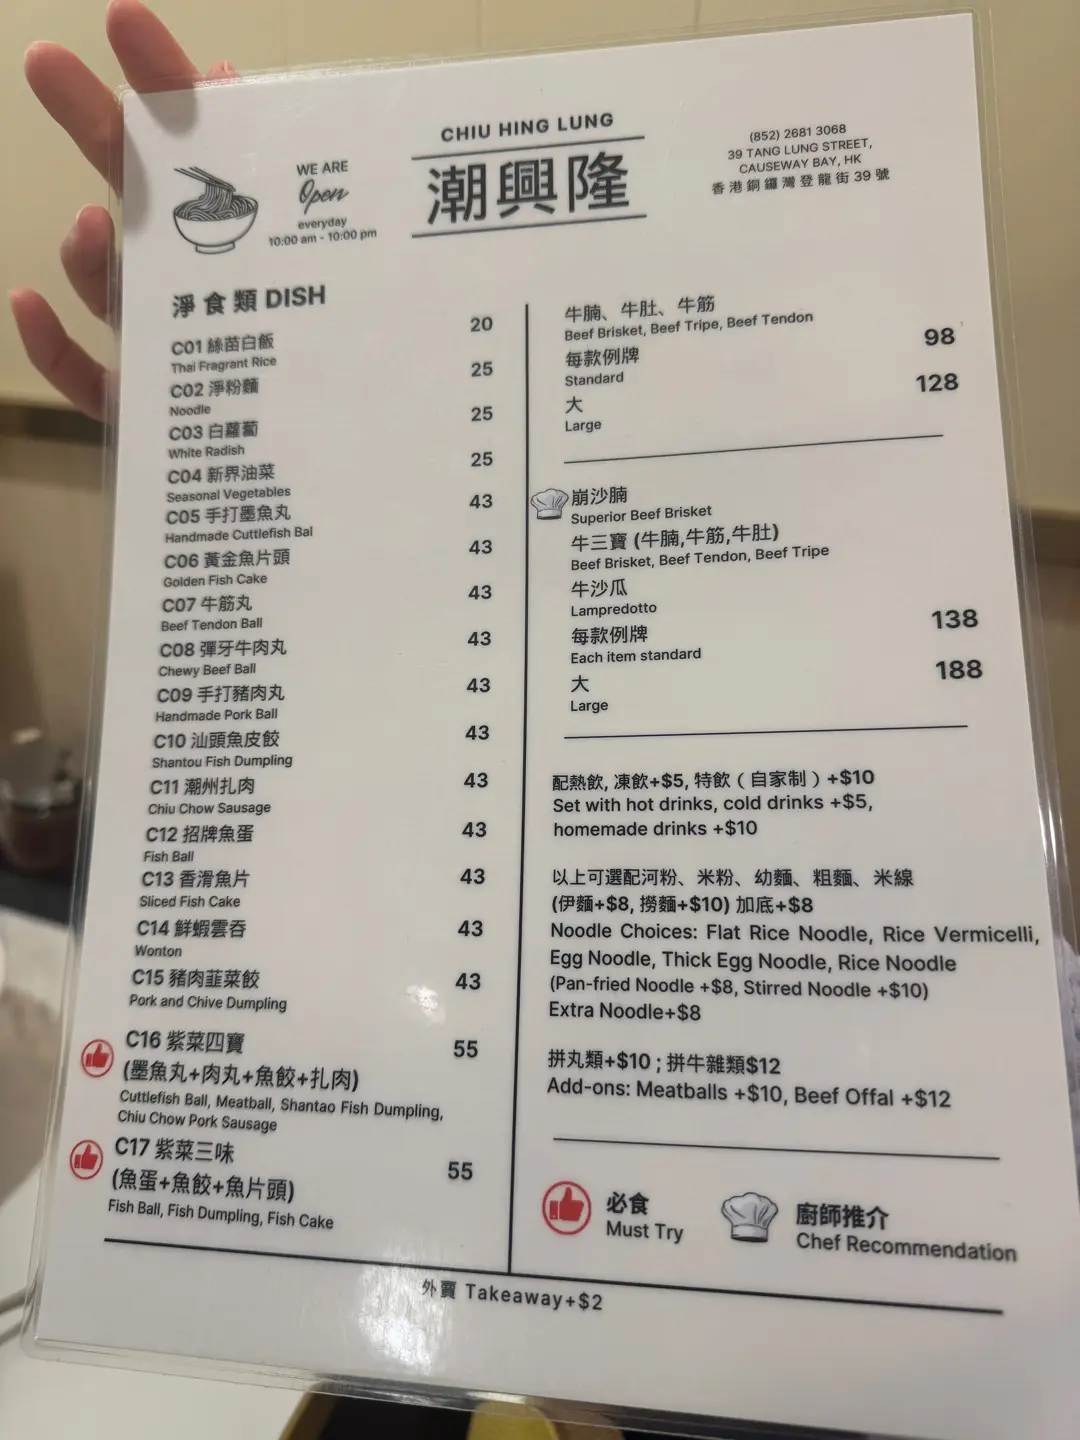 CHIU HING LUNG
潮興隆
WE ARE
Open
everyday
10:00 am - 10:00 pm
(852) 2681 3068
39 TANG LUNG STREET,
CAUSEWAY BAY, HK
香港銅鑼灣登龍街 39 號
淨食類 DISH
C01 絲苗白飯 20
Thai Fragrant Rice
C02 淨粉麵 25
Noodle
C03 白蘿蔔 25
White Radish
C04 新界油菜 25
Seasonal Vegetables
C05 手打墨魚丸 43
Handmade Cuttlefish Bal
C06 黃金魚片頭 43
Golden Fish Cake
C07 牛筋丸 43
Beef Tendon Ball
C08 彈牙牛肉丸 43
Chewy Beef Ball
C09 手打豬肉丸 43
Handmade Pork Ball
C10 汕頭魚皮餃 43
Shantou Fish Dumpling
C11 潮州扎肉 43
Chiu Chow Sausage
C12 招牌魚蛋 43
Fish Ball
C13 香滑魚片 43
Sliced Fish Cake
C14 鮮蝦雲吞 43
Wonton
C15 豬肉韮菜餃 43
Pork and Chive Dumpling
C16 紫菜四寶 55
(墨魚丸+肉丸+魚餃+扎肉)
Cuttlefish Ball, Meatball, Shantao Fish Dumpling,
Chiu Chow Pork Sausage
C17 紫菜三味 55
(魚蛋+魚餃+魚片頭)
Fish Ball, Fish Dumpling, Fish Cake
牛腩、牛肚、牛筋
Beef Brisket, Beef Tripe, Beef Tendon
每款例牌 98
Standard
大 128
Large
崩沙腩
Superior Beef Brisket
牛三寶 (牛腩,牛筋,牛肚)
Beef Brisket, Beef Tendon, Beef Tripe
牛沙瓜
Lampredotto
每款例牌 138
Each item standard
大 188
Large
配熱飲, 凍飲+$5, 特飲 ( 自家制 ) +$10
Set with hot drinks, cold drinks +$5,
homemade drinks +$10
以上可選配河粉、米粉、幼麵、粗麵、米線
(伊麵+$8, 撈麵+$10) 加底+$8
Noodle Choices: Flat Rice Noodle, Rice Vermicelli,
Egg Noodle, Thick Egg Noodle, Rice Noodle
(Pan-fried Noodle +$8, Stirred Noodle +$10)
Extra Noodle+$8
拼丸類+$10 ; 拼牛雜類$12
Add-ons: Meatballs +$10, Beef Offal +$12
必食
Must Try
廚師推介
Chef Recommendation
外賣 Takeaway+$2